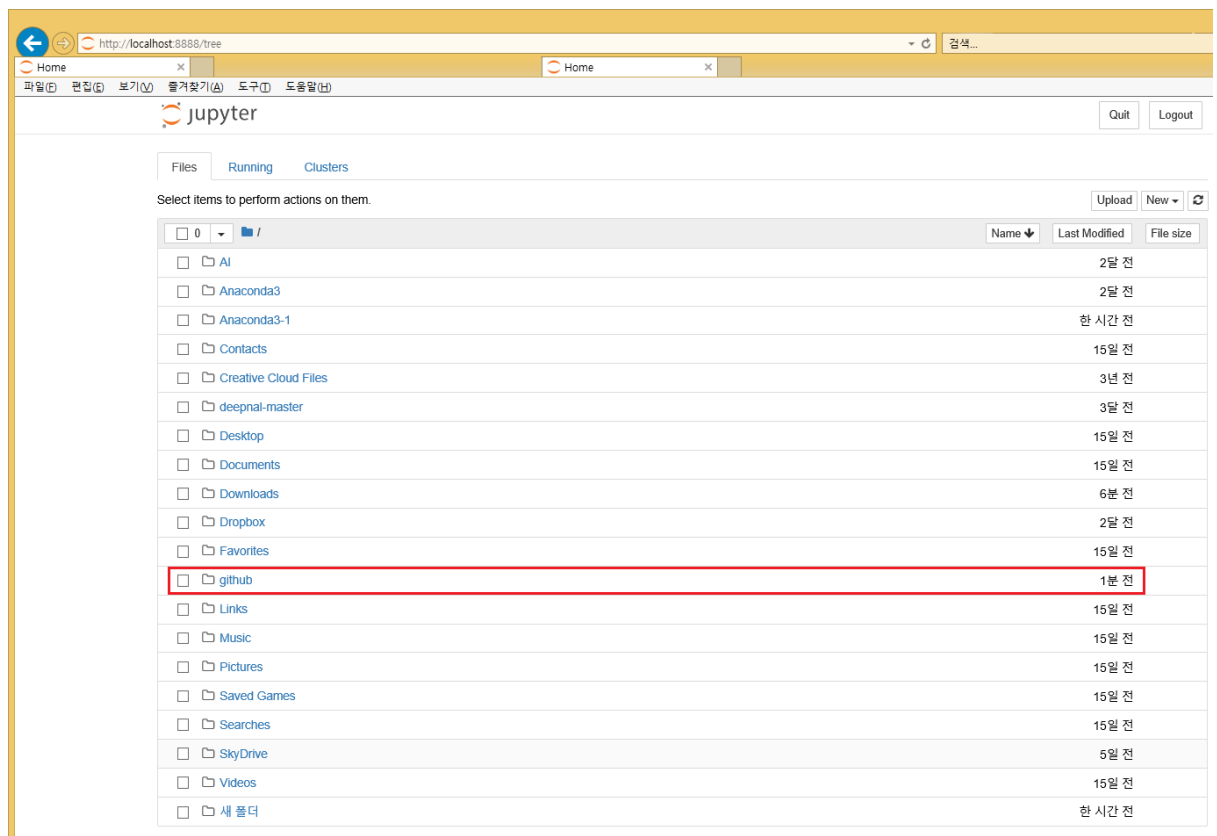 http://localhost:8888/tree 검색...
Home × Home ×
파일(F) 편집(E) 보기(V) 즐겨찾기(A) 도구(T) 도움말(H)
jupyter Quit Logout
Files Running Clusters
Select items to perform actions on them. Upload New
0 / Name Last Modified File size
AI 2달 전
Anaconda3 2달 전
Anaconda3-1 한 시간 전
Contacts 15일 전
Creative Cloud Files 3년 전
deepnal-master 3달 전
Desktop 15일 전
Documents 15일 전
Downloads 6분 전
Dropbox 2달 전
Favorites 15일 전
github 1분 전
Links 15일 전
Music 15일 전
Pictures 15일 전
Saved Games 15일 전
Searches 15일 전
SkyDrive 5일 전
Videos 15일 전
새 폴더 한 시간 전